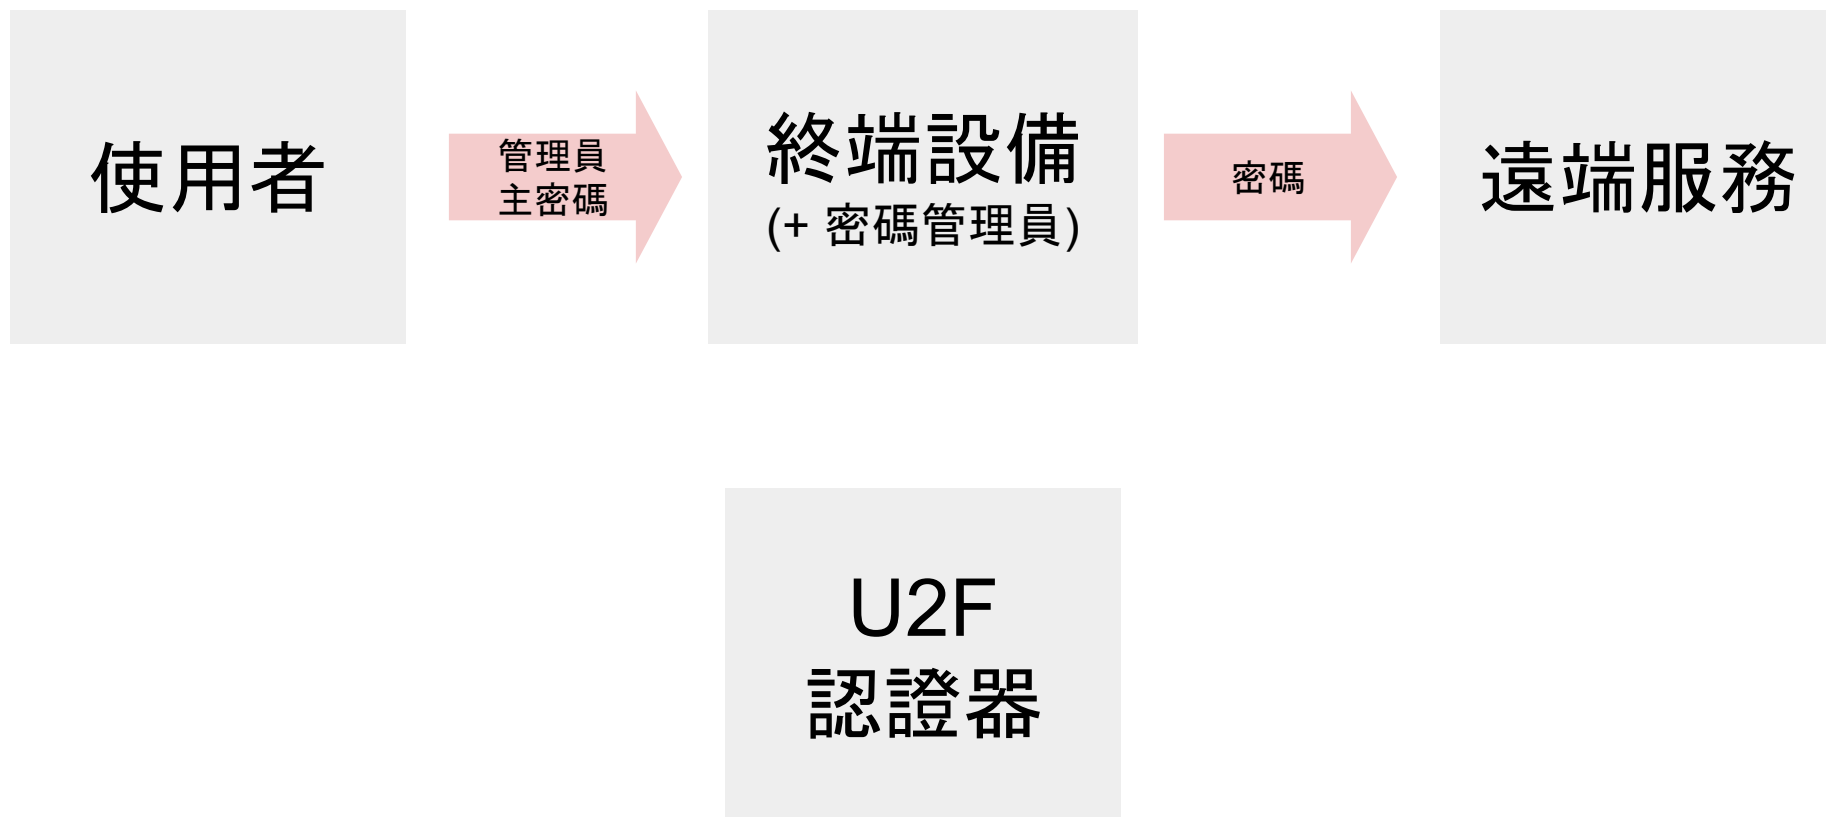 使用者
管理員
主密碼
終端設備
(+ 密碼管理員)
密碼
遠端服務
U2F
認證器